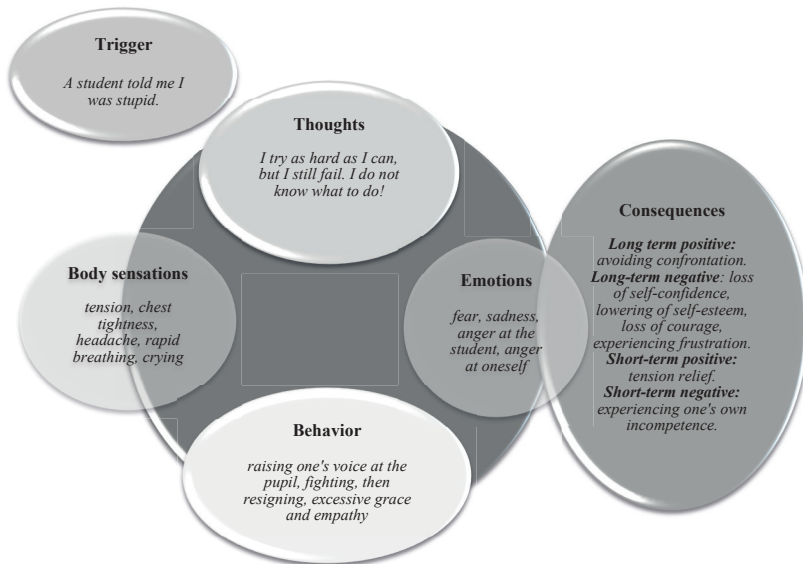 Trigger
A student told me I
was stupid.
Thoughts
I try as hard as I can,
but I still fail. I do not
know what to do!
Body sensations
tension, chest
tightness,
headache, rapid
breathing, crying
Emotions
fear, sadness,
anger at the
student, anger
at oneself
Behavior
raising one's voice at the
pupil, fighting, then
resigning, excessive grace
and empathy
Consequences
Long term positive:
avoiding confrontation.
Long-term negative: loss
of self-confidence,
lowering of self-esteem,
loss of courage,
experiencing frustration.
Short-term positive:
tension relief.
Short-term negative:
experiencing one's own
incompetence.